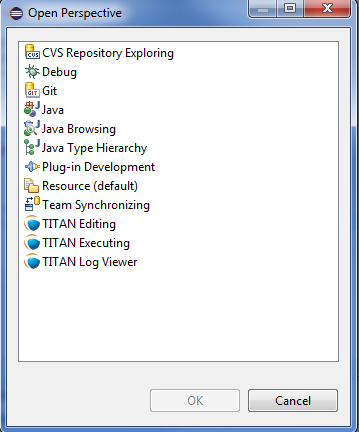 Open Perspective
CVS Repository Exploring
Debug
GIT Git
Java
Java Browsing
Java Type Hierarchy
Plug-in Development
Resource (default)
Team Synchronizing
TITAN Editing
TITAN Executing
TITAN Log Viewer
OK Cancel